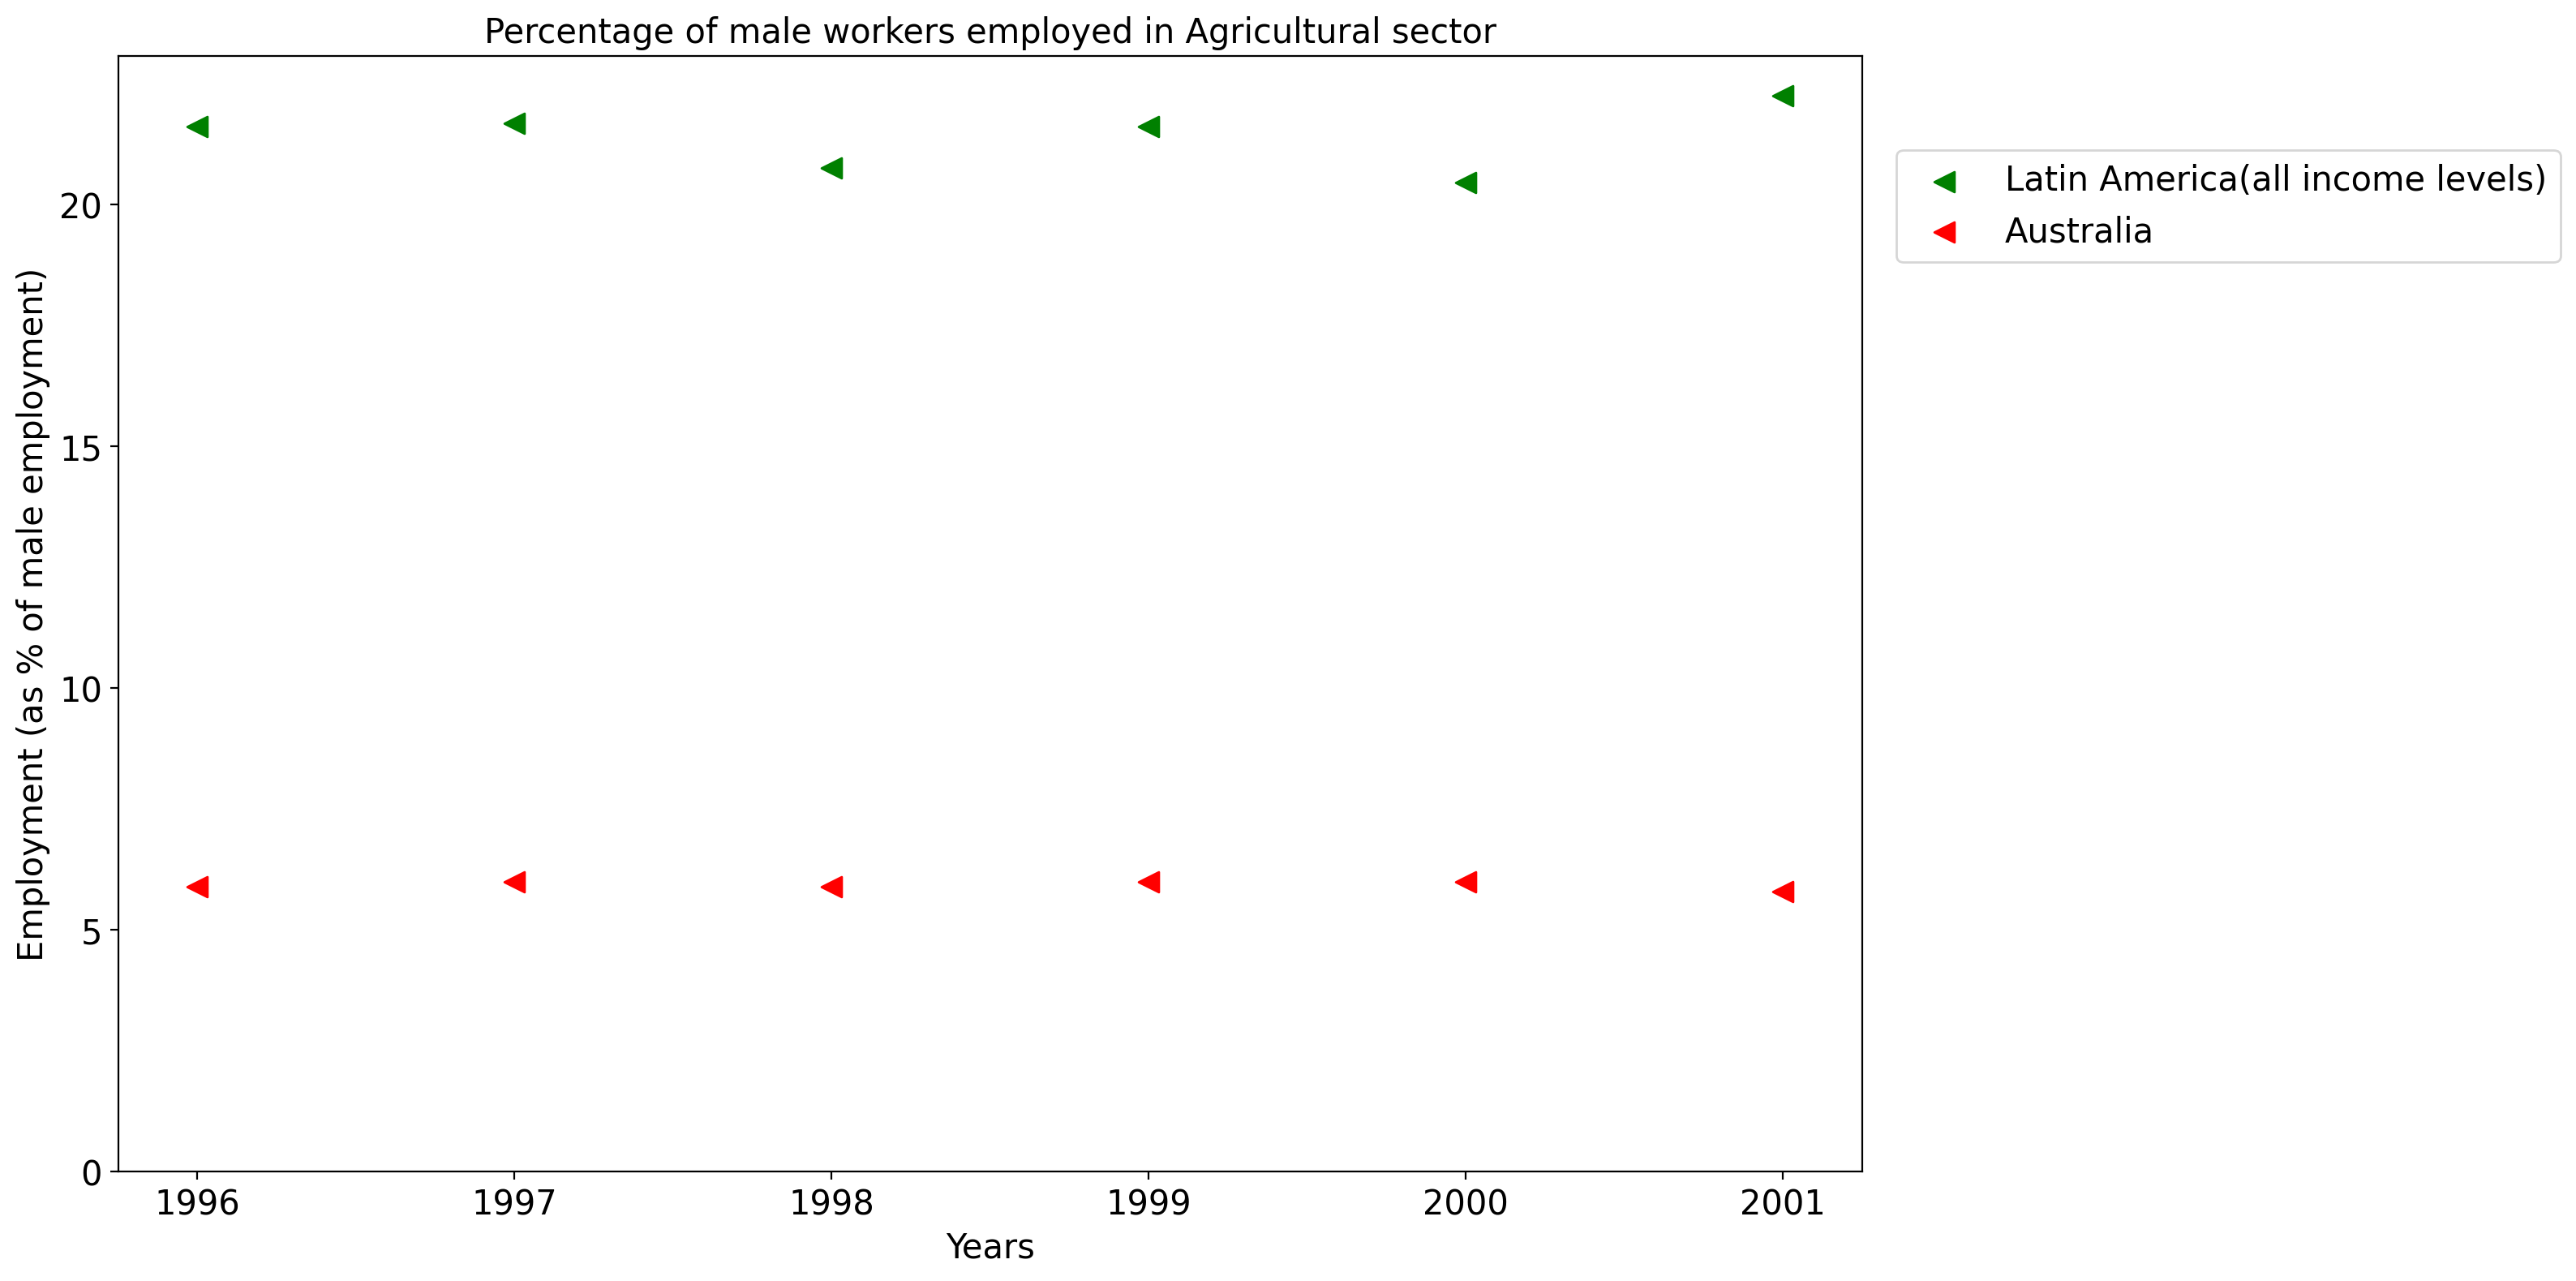 Percentage of male workers employed in Agricultural sector
Employment (as % of male employment)
20
15
10
5
0
1996 1997 1998 1999 2000 2001
Years
Latin America(all income levels)
Australia